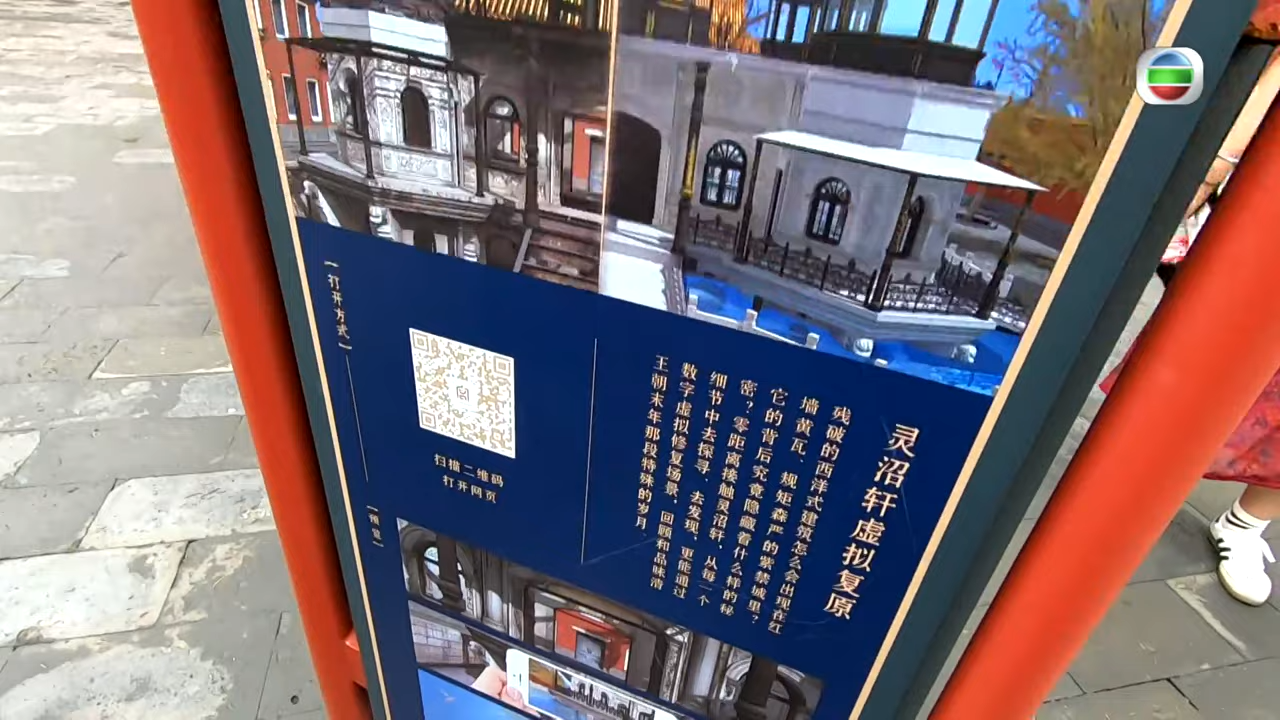 灵沼轩虚拟复原
残破的西洋式建筑怎么会出现在红
墙黄瓦、规矩森严的紫禁城里？
它的背后究竟隐藏着什么样的秘
密？零距离接触灵沼轩，从每一个
细节中去探寻、去发现，更能通过
数字虚拟修复场景，回顾和品味清
王朝末年那段特殊的岁月。
打开方式
扫描二维码
打开网页
预览